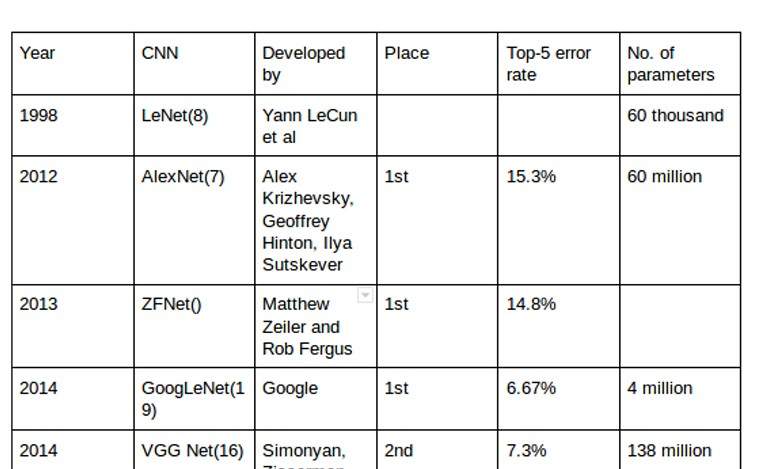 Year CNN Developed by Place Top-5 error rate No. of parameters
1998 LeNet(8) Yann LeCun et al 60 thousand
2012 AlexNet(7) Alex Krizhevsky, Geoffrey Hinton, Ilya Sutskever 1st 15.3% 60 million
2013 ZFNet() Matthew Zeiler and Rob Fergus 1st 14.8%
2014 GoogLeNet(19) Google 1st 6.67% 4 million
2014 VGG Net(16) Simonyan, 2nd 7.3% 138 million